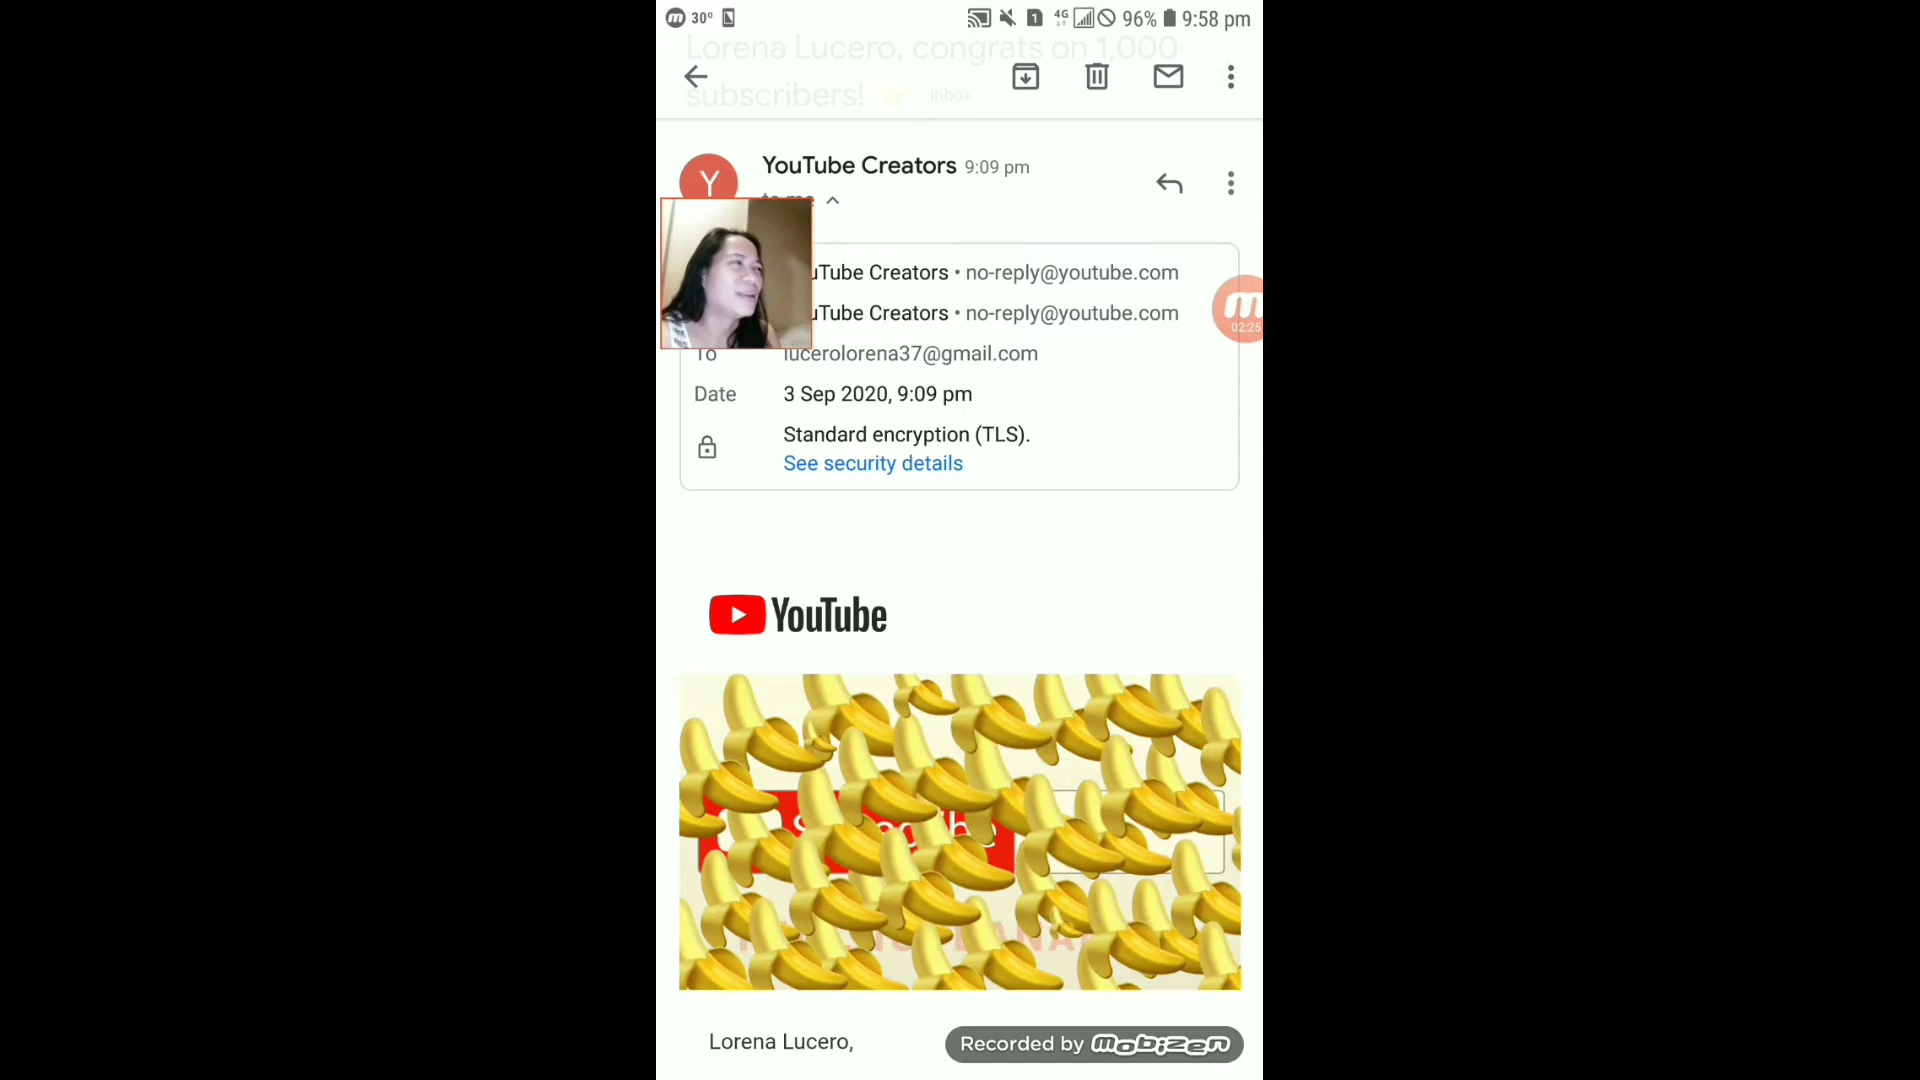 30°
1
4G
96%
9:58 pm
Lorena Lucero, congrats on 1,000
subscribers!
Inbox
Y
YouTube Creators 9:09 pm
to me
uTube Creators • no-reply@youtube.com
uTube Creators • no-reply@youtube.com
To lucerolorena37@gmail.com
Date 3 Sep 2020, 9:09 pm
Standard encryption (TLS).
See security details
02:25
YouTube
Lorena Lucero,
Recorded by mobizen